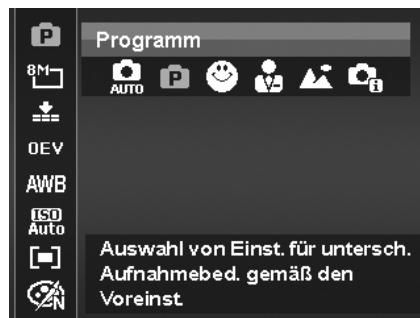 P
Programm
8M
AUTO P i
0EV
AWB
ISO
Auto
Auswahl von Einst. für untersch.
Aufnahmebed. gemäß den
Voreinst.
N